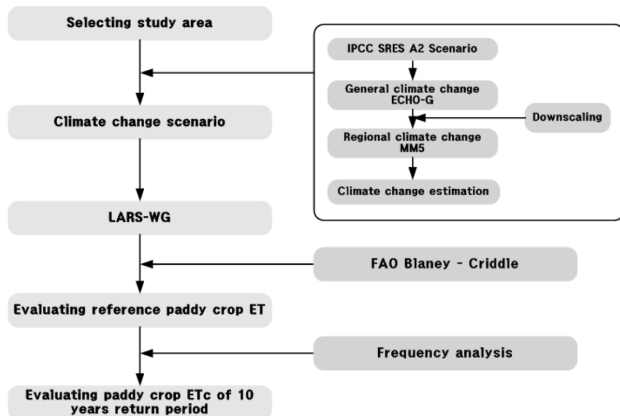 Selecting study area
IPCC SRES A2 Scenario
General climate change
ECHO-G
Downscaling
Climate change scenario
Regional climate change
MM5
Climate change estimation
LARS-WG
FAO Blaney - Criddle
Evaluating reference paddy crop ET
Frequency analysis
Evaluating paddy crop ETc of 10
years return period